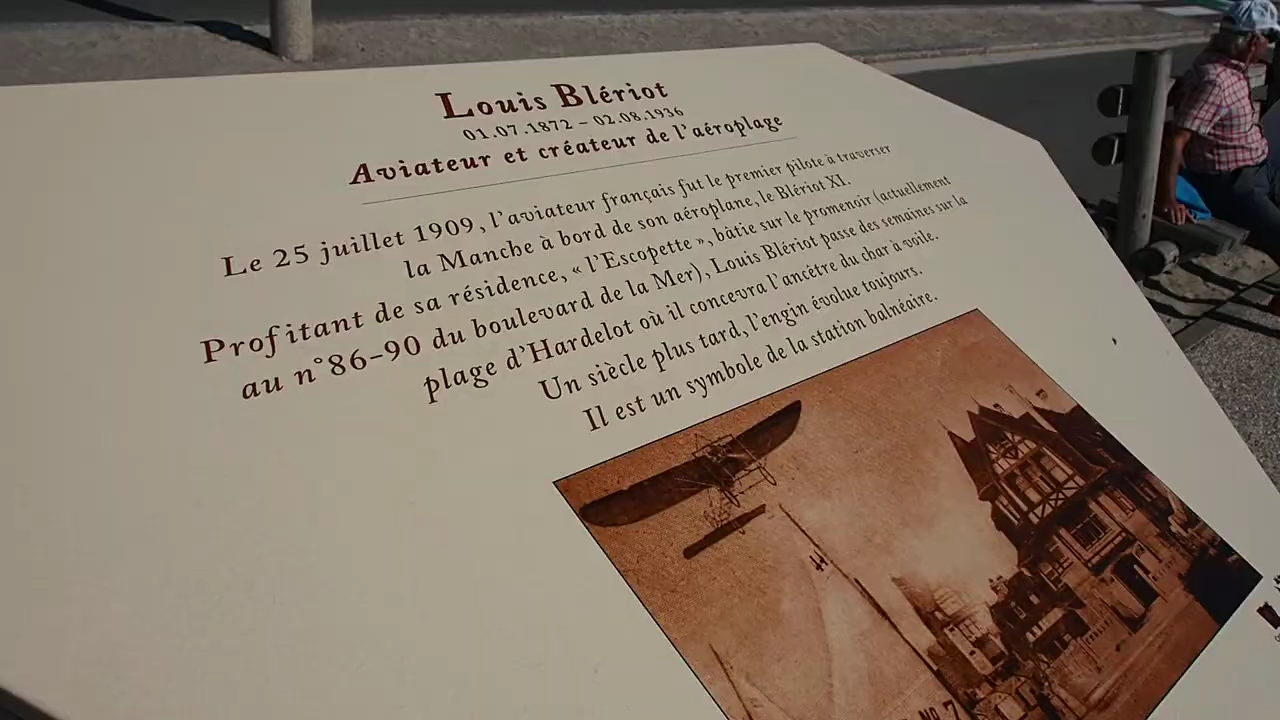 Louis Blériot
01.07.1872 – 02.08.1936
Aviateur et créateur de l'aéroplage
Le 25 juillet 1909, l'aviateur français fut le premier pilote à traverser
la Manche à bord de son aéroplane, le Blériot XI.
Profitant de sa résidence, « l'Escopette », bâtie sur le promenoir (actuellement
au n°86-90 du boulevard de la Mer), Louis Blériot passe des semaines sur la
plage d'Hardelot où il concevra l'ancêtre du char à voile.
Un siècle plus tard, l'engin évolue toujours.
Il est un symbole de la station balnéaire.
44
No 7